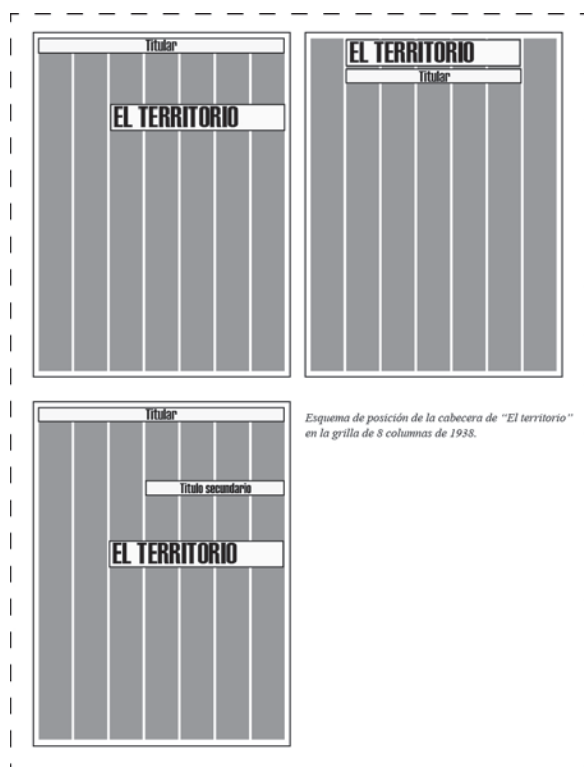 Titular
EL TERRITORIO
EL TERRITORIO
Titular
Titular
Titulo secundario
EL TERRITORIO
Esquema de posición de la cabecera de “El territorio”
en la grilla de 8 columnas de 1938.